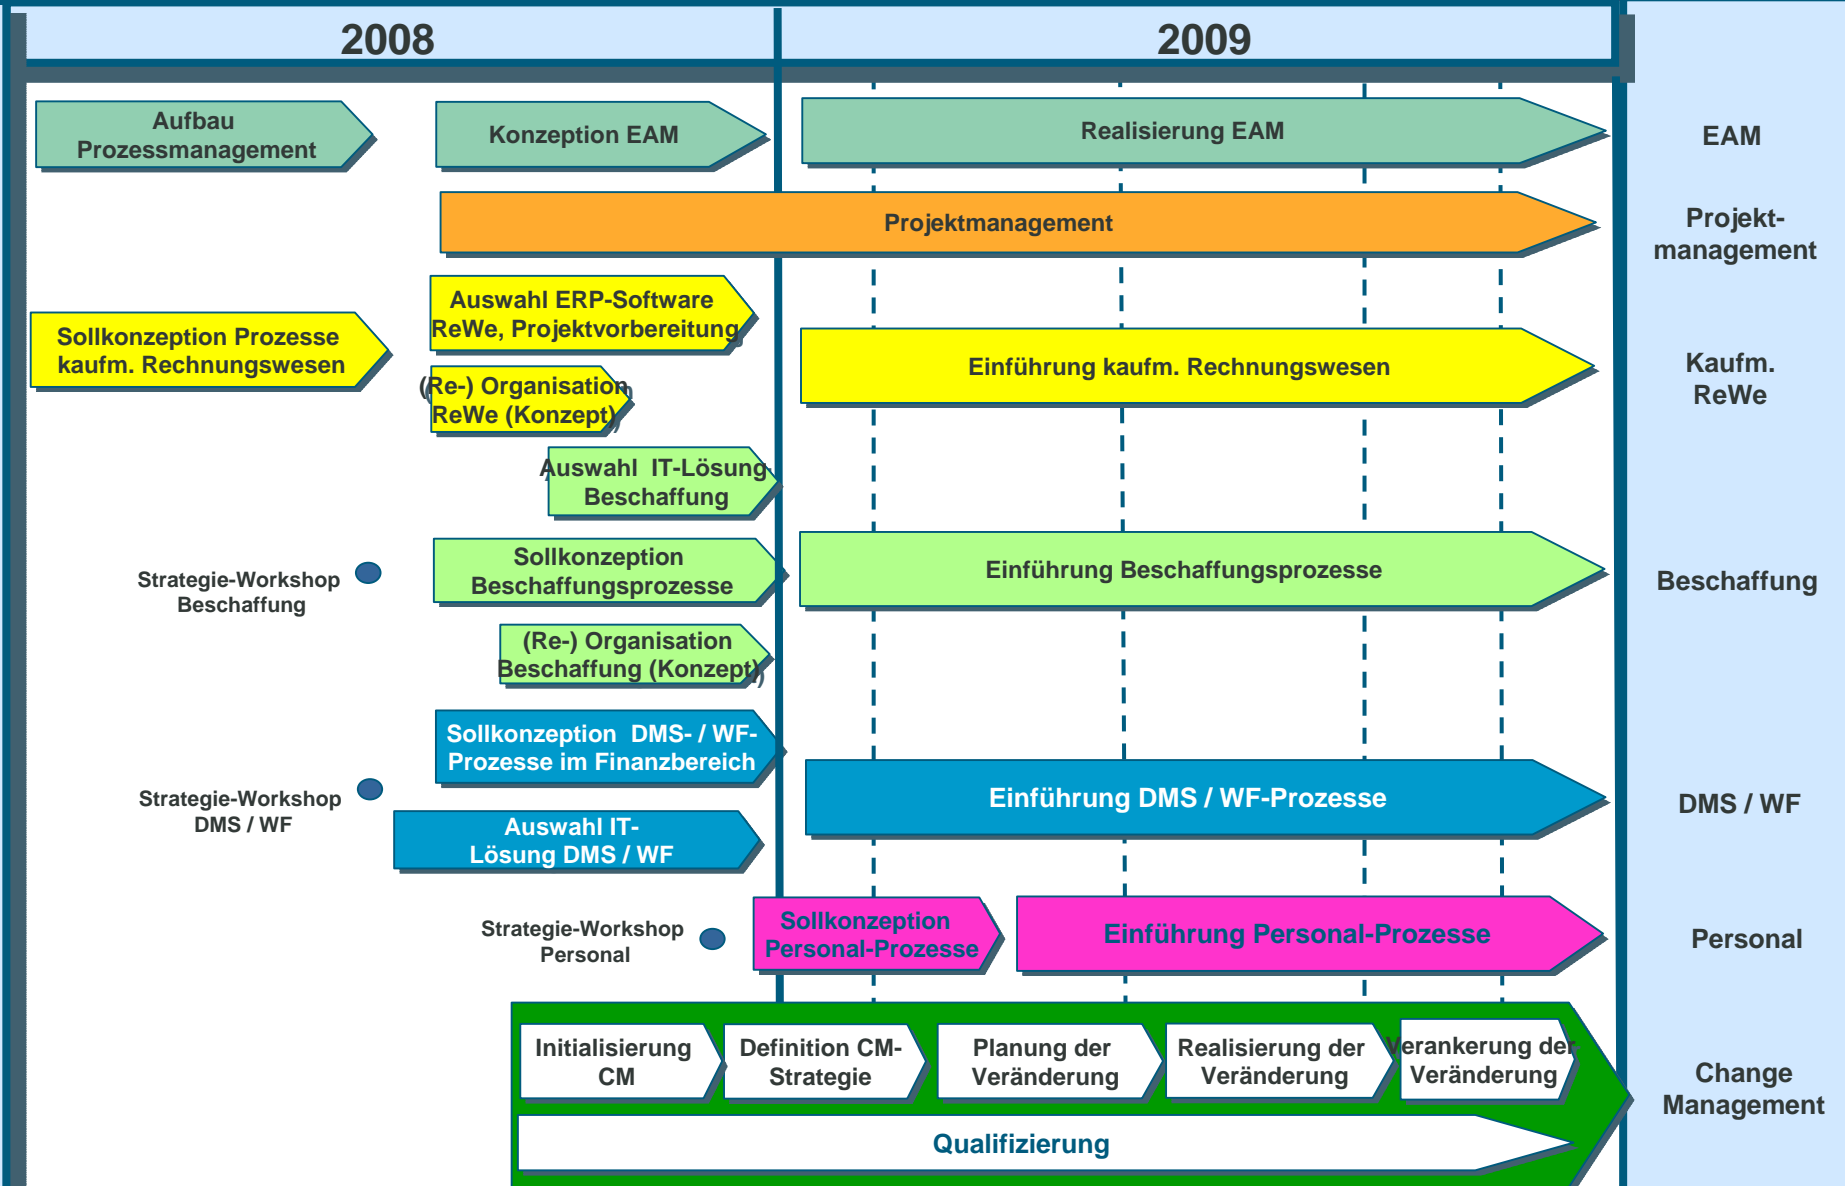 2008
2009
Aufbau
Prozessmanagement
Konzeption EAM
Realisierung EAM
EAM
Projektmanagement
Projekt-
management
Sollkonzeption Prozesse
kaufm. Rechnungswesen
Auswahl ERP-Software
ReWe, Projektvorbereitung
(Re-) Organisation
ReWe (Konzept)
Einführung kaufm. Rechnungswesen
Kaufm.
ReWe
Auswahl IT-Lösung
Beschaffung
Strategie-Workshop
Beschaffung
Sollkonzeption
Beschaffungsprozesse
(Re-) Organisation
Beschaffung (Konzept)
Einführung Beschaffungsprozesse
Beschaffung
Sollkonzeption DMS- / WF-
Prozesse im Finanzbereich
Strategie-Workshop
DMS / WF
Auswahl IT-
Lösung DMS / WF
Einführung DMS / WF-Prozesse
DMS / WF
Strategie-Workshop
Personal
Sollkonzeption
Personal-Prozesse
Einführung Personal-Prozesse
Personal
Initialisierung
CM
Definition CM-
Strategie
Planung der
Veränderung
Realisierung der
Veränderung
Verankerung der
Veränderung
Change
Management
Qualifizierung